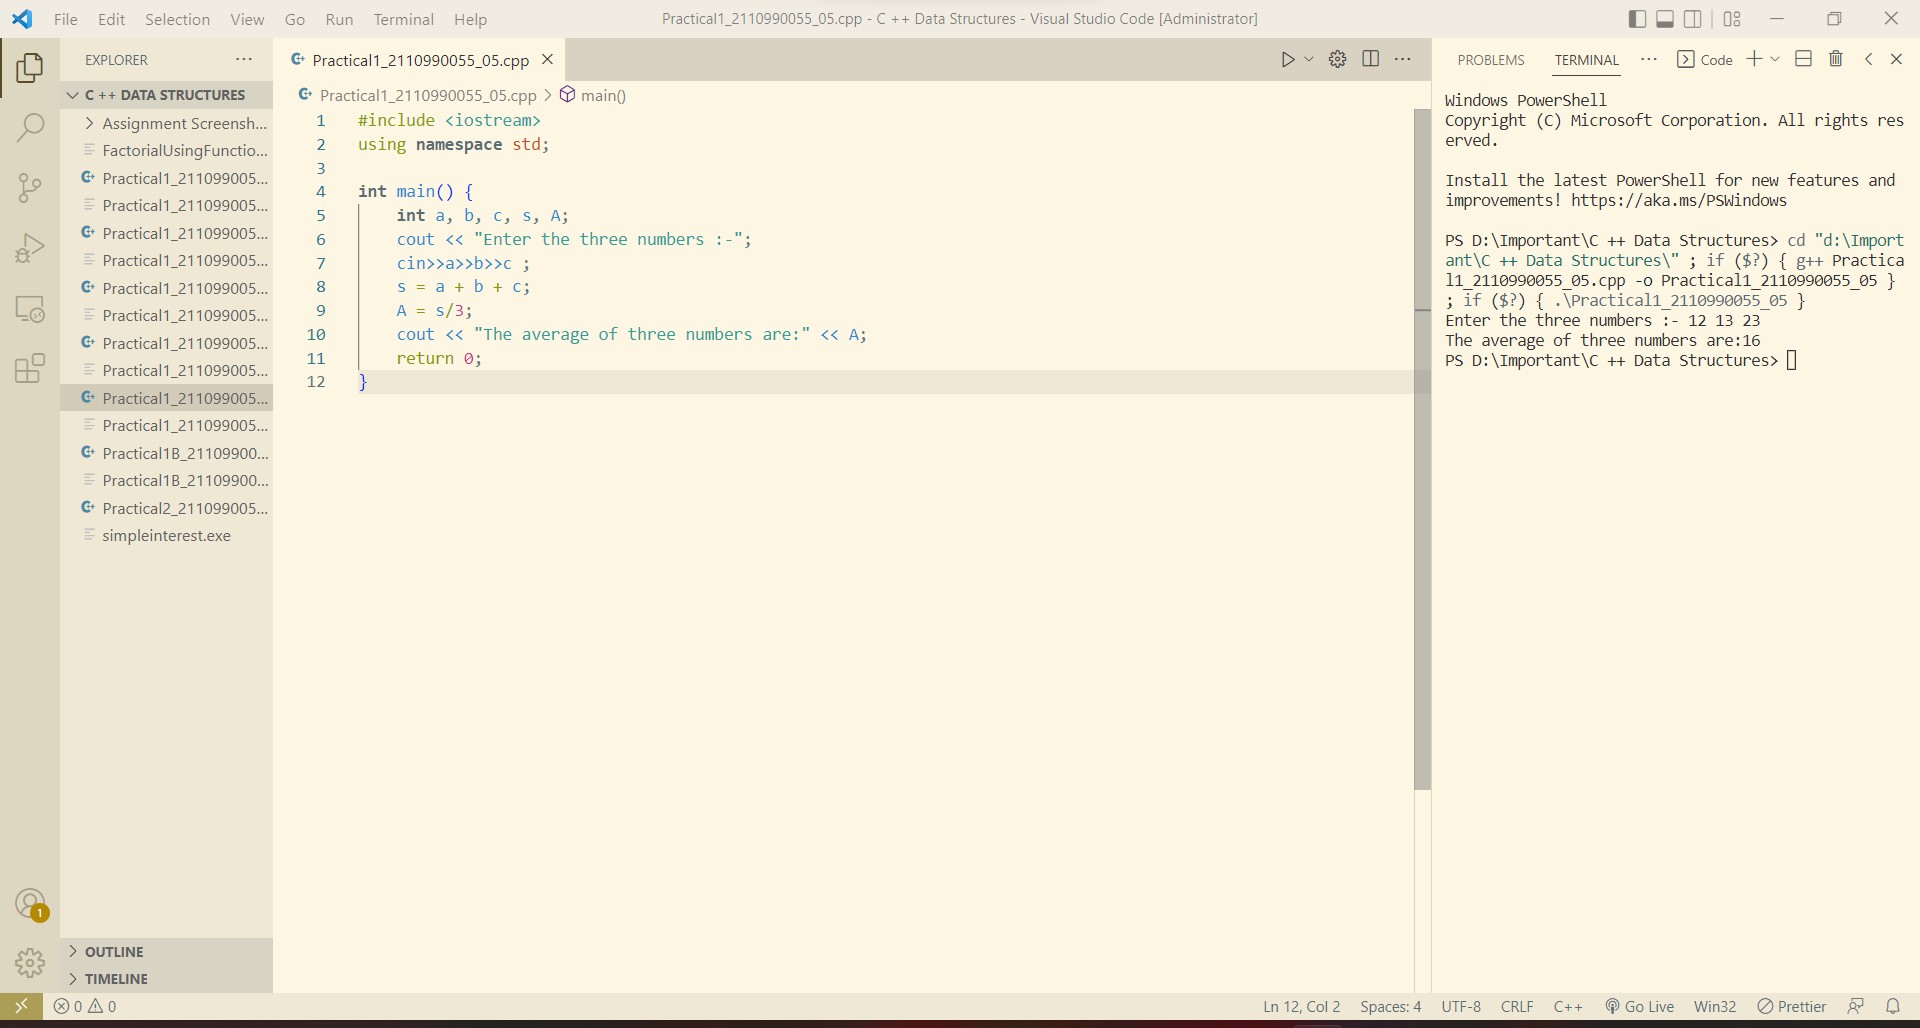 File Edit Selection View Go Run Terminal Help
Practical1_2110990055_05.cpp - C ++ Data Structures - Visual Studio Code [Administrator]
EXPLORER
C ++ DATA STRUCTURES
Assignment Screensh...
FactorialUsingFunctio...
Practical1_211099005...
Practical1_211099005...
Practical1_211099005...
Practical1_211099005...
Practical1_211099005...
Practical1_211099005...
Practical1_211099005...
Practical1_211099005...
Practical1_211099005...
Practical1_211099005...
Practical1B_21109900...
Practical1B_21109900...
Practical2_211099005...
simpleinterest.exe
OUTLINE
TIMELINE
Practical1_2110990055_05.cpp
Practical1_2110990055_05.cpp > main()
1 #include <iostream>
2 using namespace std;
3
4 int main() {
5 int a, b, c, s, A;
6 cout << "Enter the three numbers :-";
7 cin>>a>>b>>c ;
8 s = a + b + c;
9 A = s/3;
10 cout << "The average of three numbers are:" << A;
11 return 0;
12 }
PROBLEMS TERMINAL ... Code
Windows PowerShell
Copyright (C) Microsoft Corporation. All rights res
erved.
Install the latest PowerShell for new features and
improvements! https://aka.ms/PSWindows
PS D:\Important\C ++ Data Structures> cd "d:\Import
ant\C ++ Data Structures\" ; if ($?) { g++ Practica
l1_2110990055_05.cpp -o Practical1_2110990055_05 }
; if ($?) { .\Practical1_2110990055_05 }
Enter the three numbers :- 12 13 23
The average of three numbers are:16
PS D:\Important\C ++ Data Structures>
1
0 0
Ln 12, Col 2 Spaces: 4 UTF-8 CRLF C++ Go Live Win32 Prettier